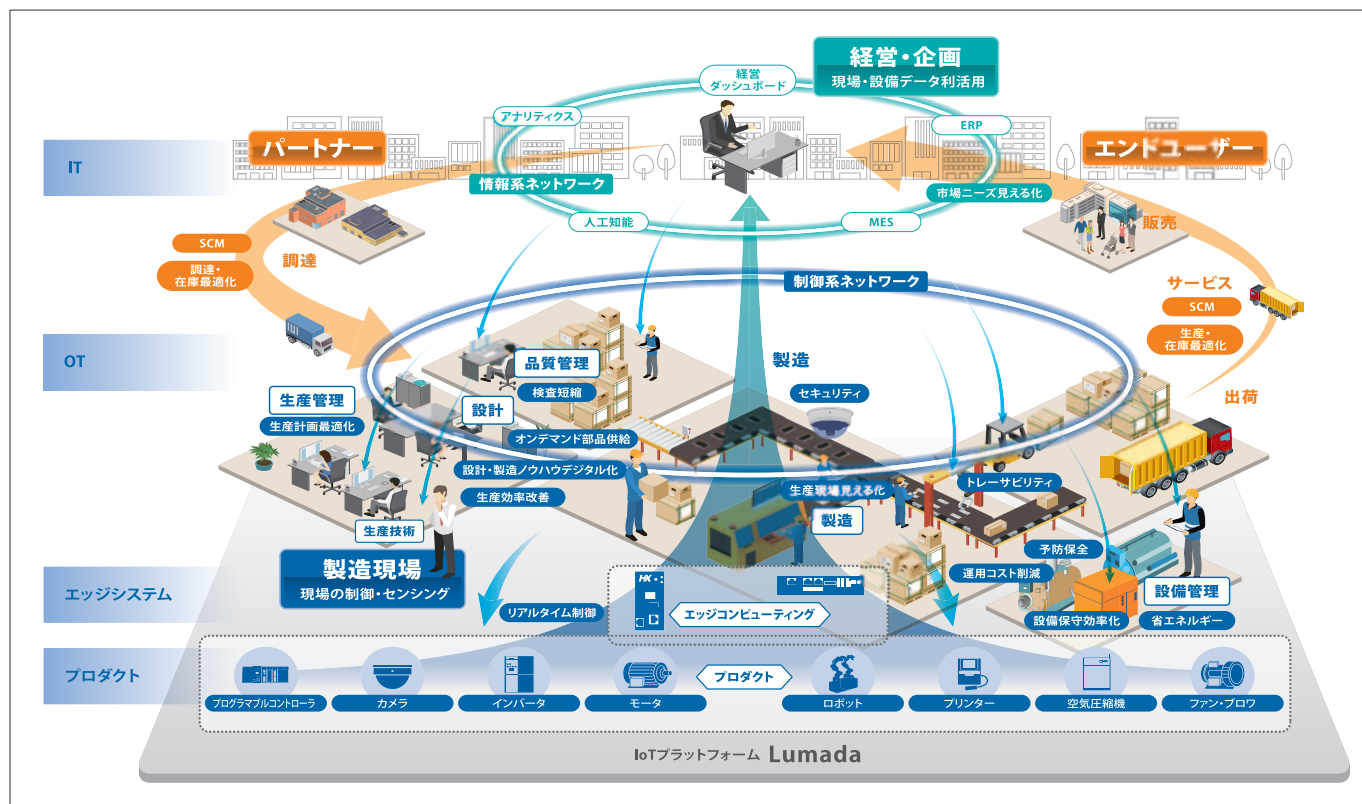 経営・企画
現場・設備データ利活用
経営
ダッシュボード
アナリティクス
ERP
パートナー
エンドユーザー
IT
情報系ネットワーク
市場ニーズ見える化
人工知能
MES
販売
SCM
調達
調達・
在庫最適化
制御系ネットワーク
サービス
SCM
生産・
在庫最適化
OT
品質管理
製造
検査短縮
セキュリティ
出荷
生産管理
生産計画最適化
設計
オンデマンド部品供給
設計・製造ノウハウデジタル化
生産効率改善
生産現場見える化
トレーサビリティ
製造
生産技術
製造現場
現場の制御・センシング
予防保全
運用コスト削減
設備管理
設備保守効率化
省エネルギー
エッジシステム
HX
リアルタイム制御
エッジコンピューティング
プロダクト
プロダクト
プログラマブルコントローラ
カメラ
インバータ
モータ
ロボット
プリンター
空気圧縮機
ファン・ブロワ
IoTプラットフォーム Lumada